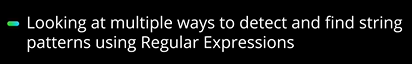 Looking at multiple ways to detect and find string
patterns using Regular Expressions